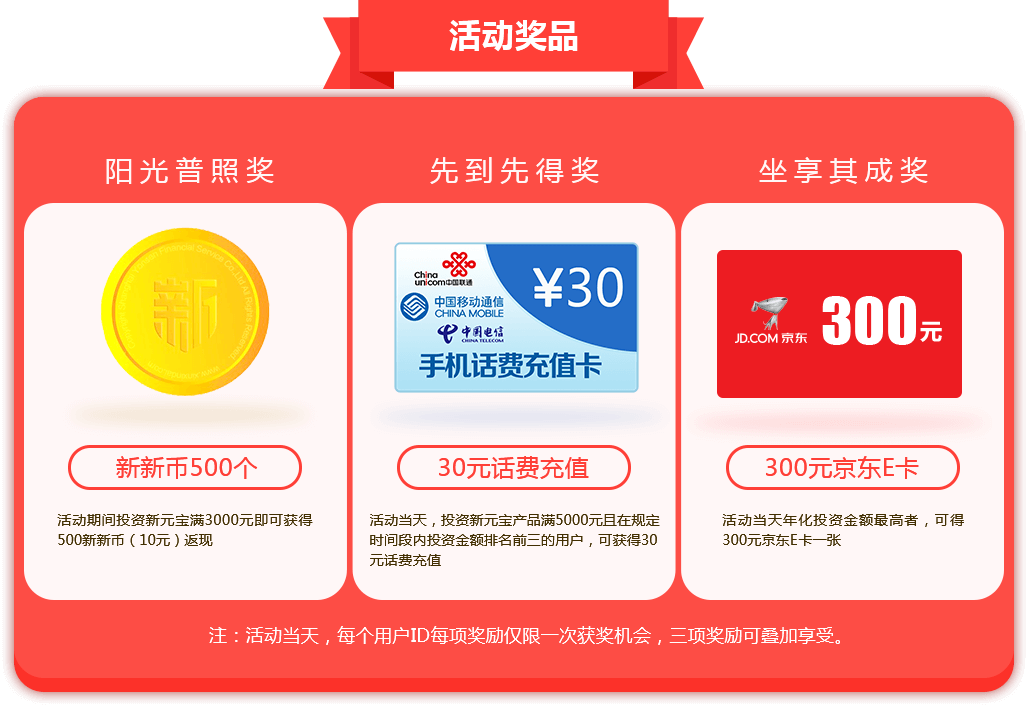 活动奖品
阳光普照奖
先到先得奖
坐享其成奖
新
China
unicom中国联通
中国移动通信
CHINA MOBILE
中国电信
CHINA TELECOM
¥30
手机话费充值卡
JD.COM 京东
300元
新新币500个
30元话费充值
300元京东E卡
活动期间投资新元宝满3000元即可获得
500新新币（10元）返现
活动当天，投资新元宝产品满5000元且在规定
时间段内投资金额排名前三的用户，可获得30
元话费充值
活动当天年化投资金额最高者，可得
300元京东E卡一张
注：活动当天，每个用户ID每项奖励仅限一次获奖机会，三项奖励可叠加享受。